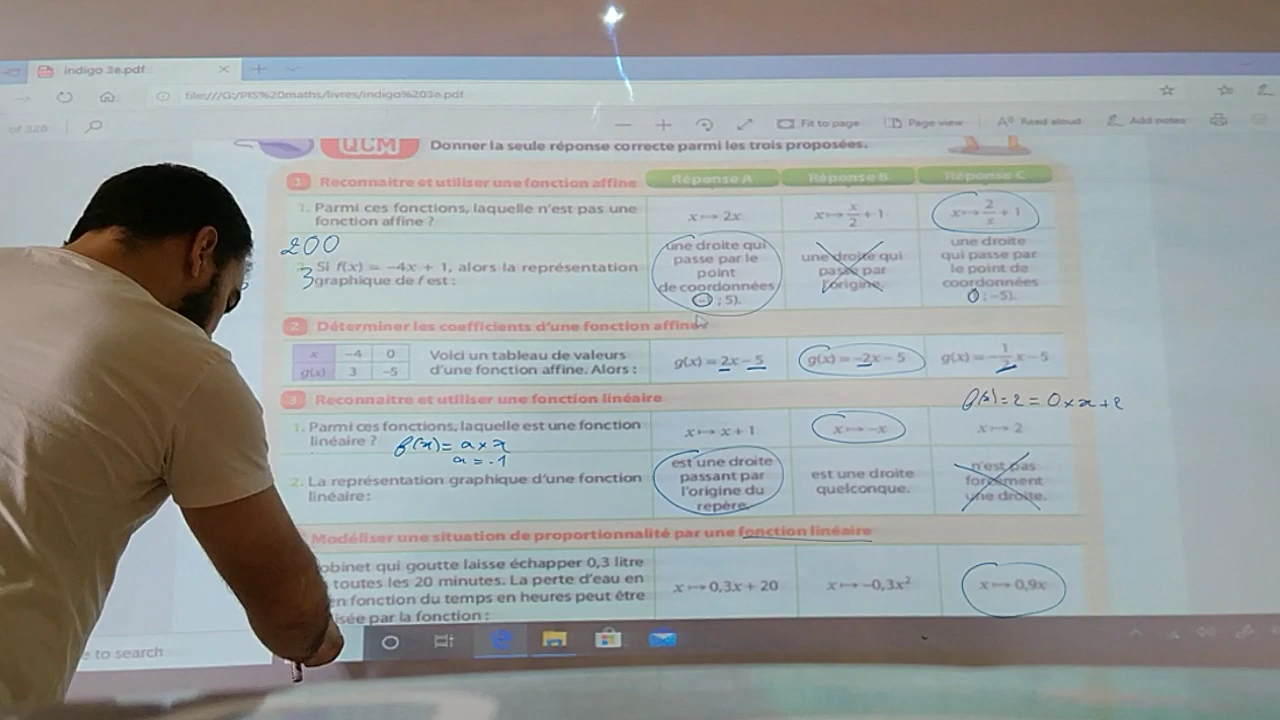 indigo 3e.pdf
file:///G:/PIS%20maths/livres/indigo%203e.pdf
of 320
Fit to page
Page view
Read aloud
Add notes
QCM
Donner la seule réponse correcte parmi les trois proposées.
1 Reconnaitre et utiliser une fonction affine
Réponse A
Réponse B
Réponse C
1. Parmi ces fonctions, laquelle n'est pas une
fonction affine ?
x ↦ 2x
x ↦ x/2 + 1
x ↦ 2/x + 1
200
3
Si f(x) = −4x + 1, alors la représentation
graphique de f est :
une droite qui
passe par le
point
de coordonnées
; 5).
une droite qui
passe par
l'origine.
une droite
qui passe par
le point de
coordonnées
0 ; −5).
2 Déterminer les coefficients d'une fonction affine
x −4 0
g(x) 3 −5
Voici un tableau de valeurs
d'une fonction affine. Alors :
g(x) = 2x − 5
g(x) = −2x − 5
g(x) = −1/2 x − 5
3 Reconnaitre et utiliser une fonction linéaire
f(x) = 2 = 0 × x + 2
1. Parmi ces fonctions, laquelle est une fonction
linéaire ? f(x) = a × x
a = -1
x ↦ x + 1
x ↦ −x
x ↦ 2
2. La représentation graphique d'une fonction
linéaire :
est une droite
passant par
l'origine du
repère.
est une droite
quelconque.
n'est pas
forcément
une droite.
Modéliser une situation de proportionnalité par une fonction linéaire
obinet qui goutte laisse échapper 0,3 litre
toutes les 20 minutes. La perte d'eau en
en fonction du temps en heures peut être
isée par la fonction :
x ↦ 0,3x + 20
x ↦ −0,3x²
x ↦ 0,9x
e to search